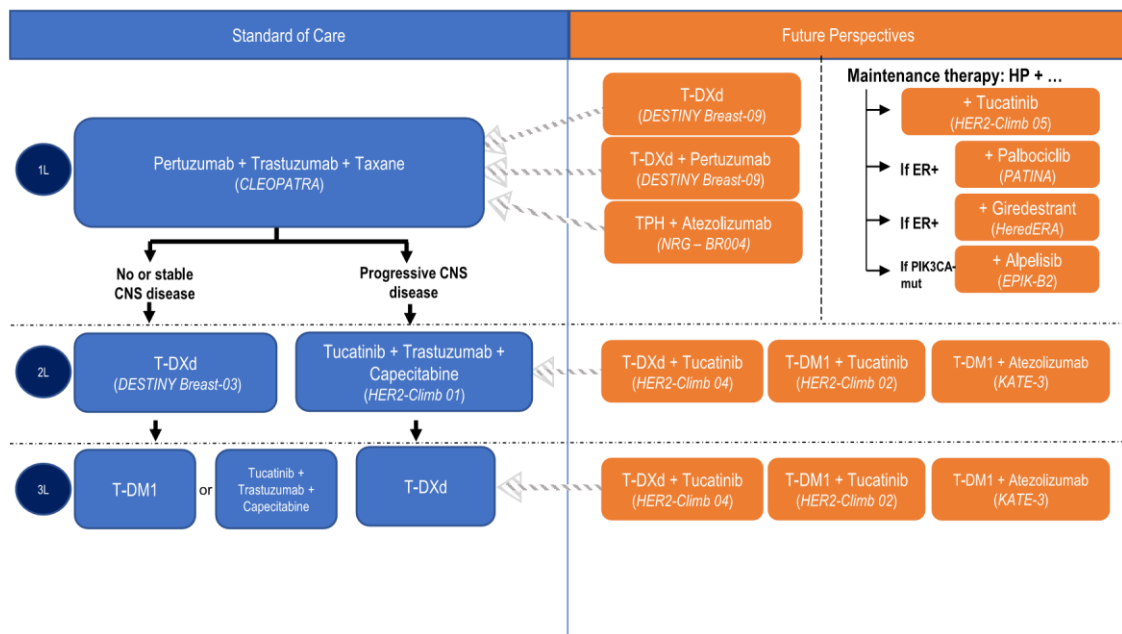 Standard of Care
Future Perspectives
1L
Pertuzumab + Trastuzumab + Taxane
(CLEOPATRA)
T-DXd
(DESTINY Breast-09)
T-DXd + Pertuzumab
(DESTINY Breast-09)
TPH + Atezolizumab
(NRG – BR004)
Maintenance therapy: HP + …
+ Tucatinib
(HER2-Climb 05)
If ER+
+ Palbociclib
(PATINA)
If ER+
+ Giredestrant
(HeredERA)
If PIK3CA-
mut
+ Alpelisib
(EPIK-B2)
No or stable
CNS disease
Progressive CNS
disease
2L
T-DXd
(DESTINY Breast-03)
Tucatinib + Trastuzumab +
Capecitabine
(HER2-Climb 01)
T-DXd + Tucatinib
(HER2-Climb 04)
T-DM1 + Tucatinib
(HER2-Climb 02)
T-DM1 + Atezolizumab
(KATE-3)
3L
T-DM1
or
Tucatinib +
Trastuzumab +
Capecitabine
T-DXd
T-DXd + Tucatinib
(HER2-Climb 04)
T-DM1 + Tucatinib
(HER2-Climb 02)
T-DM1 + Atezolizumab
(KATE-3)